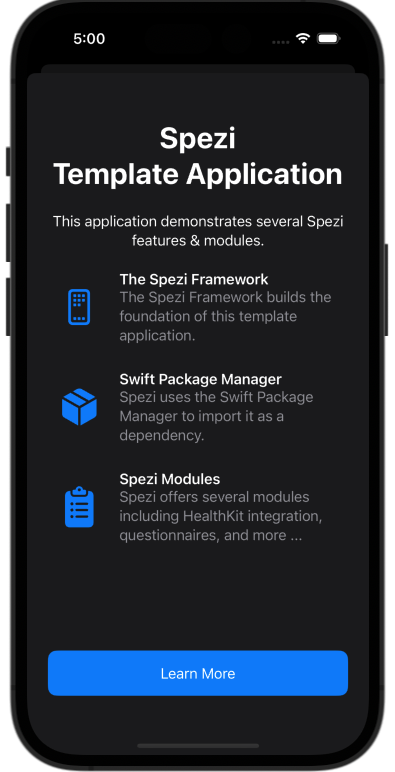 5:00
Spezi
Template Application
This application demonstrates several Spezi
features & modules.
The Spezi Framework
The Spezi Framework builds the
foundation of this template
application.
Swift Package Manager
Spezi uses the Swift Package
Manager to import it as a
dependency.
Spezi Modules
Spezi offers several modules
including HealthKit integration,
questionnaires, and more ...
Learn More